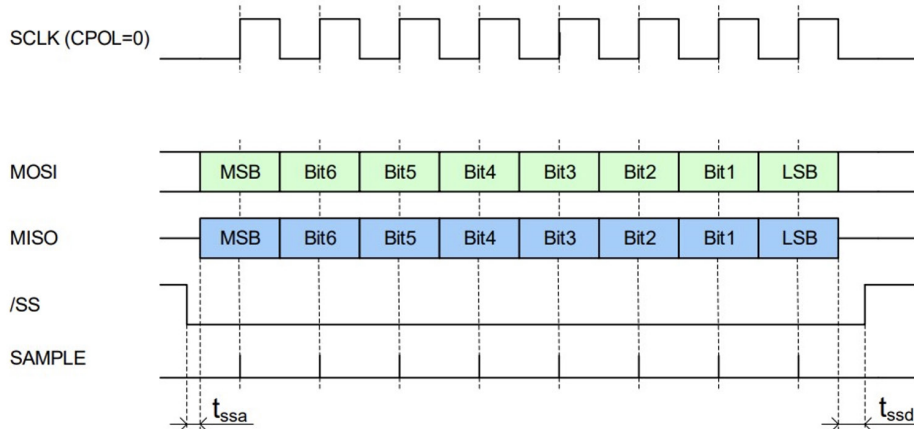 SCLK (CPOL=0)
MOSI MSB Bit6 Bit5 Bit4 Bit3 Bit2 Bit1 LSB
MISO MSB Bit6 Bit5 Bit4 Bit3 Bit2 Bit1 LSB
/SS
SAMPLE
tssa tssd